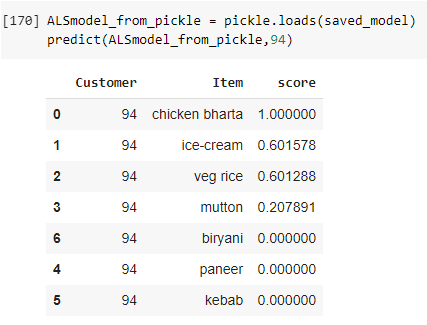 [170] ALSmodel_from_pickle = pickle.loads(saved_model)
predict(ALSmodel_from_pickle,94)
Customer Item score
0 94 chicken bharta 1.000000
1 94 ice-cream 0.601578
2 94 veg rice 0.601288
3 94 mutton 0.207891
6 94 biryani 0.000000
4 94 paneer 0.000000
5 94 kebab 0.000000